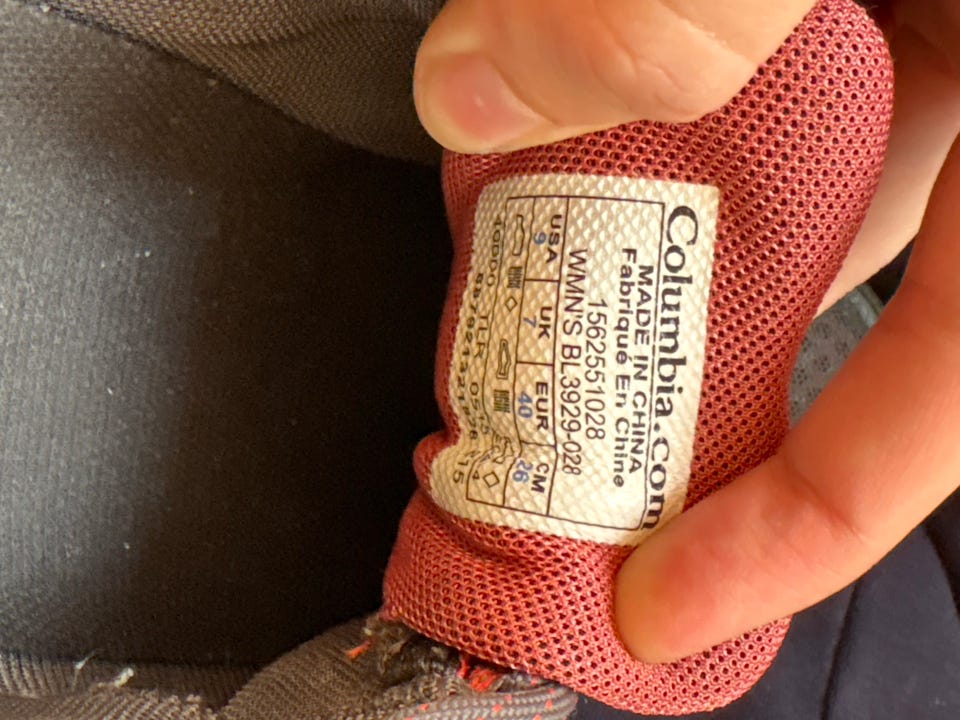 Columbia.com
MADE IN CHINA
Fabriqué En Chine
1562551028
WMN'S BL3929-028
USA UK EUR CM
9 7 40 26